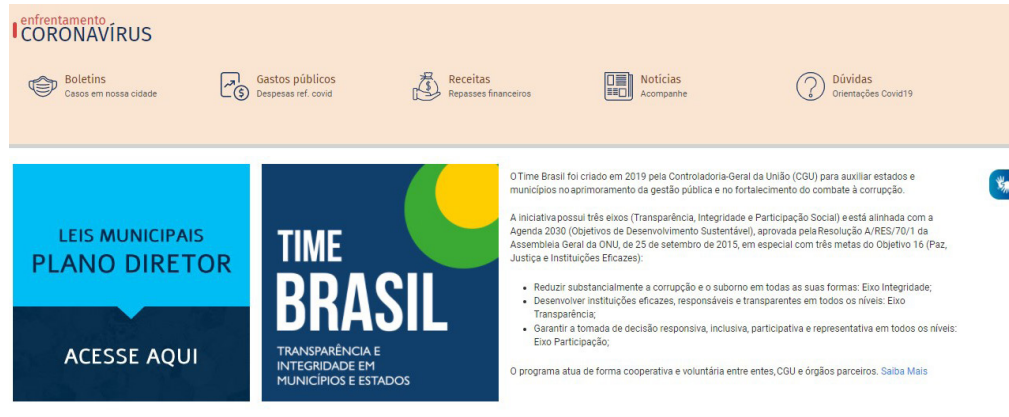 enfrentamento
CORONAVÍRUS
Boletins
Casos em nossa cidade
Gastos públicos
Despesas ref. covid
Receitas
Repasses financeiros
Notícias
Acompanhe
Dúvidas
Orientações Covid19
LEIS MUNICIPAIS
PLANO DIRETOR
ACESSE AQUI
TIME
BRASIL
TRANSPARÊNCIA E
INTEGRIDADE EM
MUNICÍPIOS E ESTADOS
O Time Brasil foi criado em 2019 pela Controladoria-Geral da União (CGU) para auxiliar estados e
municípios no aprimoramento da gestão pública e no fortalecimento do combate à corrupção.
A iniciativa possui três eixos (Transparência, Integridade e Participação Social) e está alinhada com a
Agenda 2030 (Objetivos de Desenvolvimento Sustentável), aprovada pela Resolução A/RES/70/1 da
Assembleia Geral da ONU, de 25 de setembro de 2015, em especial com três metas do Objetivo 16 (Paz,
Justiça e Instituições Eficazes):
• Reduzir substancialmente a corrupção e o suborno em todas as suas formas: Eixo Integridade;
• Desenvolver instituições eficazes, responsáveis e transparentes em todos os níveis: Eixo
Transparência;
• Garantir a tomada de decisão responsiva, inclusiva, participativa e representativa em todos os níveis:
Eixo Participação;
O programa atua de forma cooperativa e voluntária entre entes, CGU e órgãos parceiros. Saiba Mais